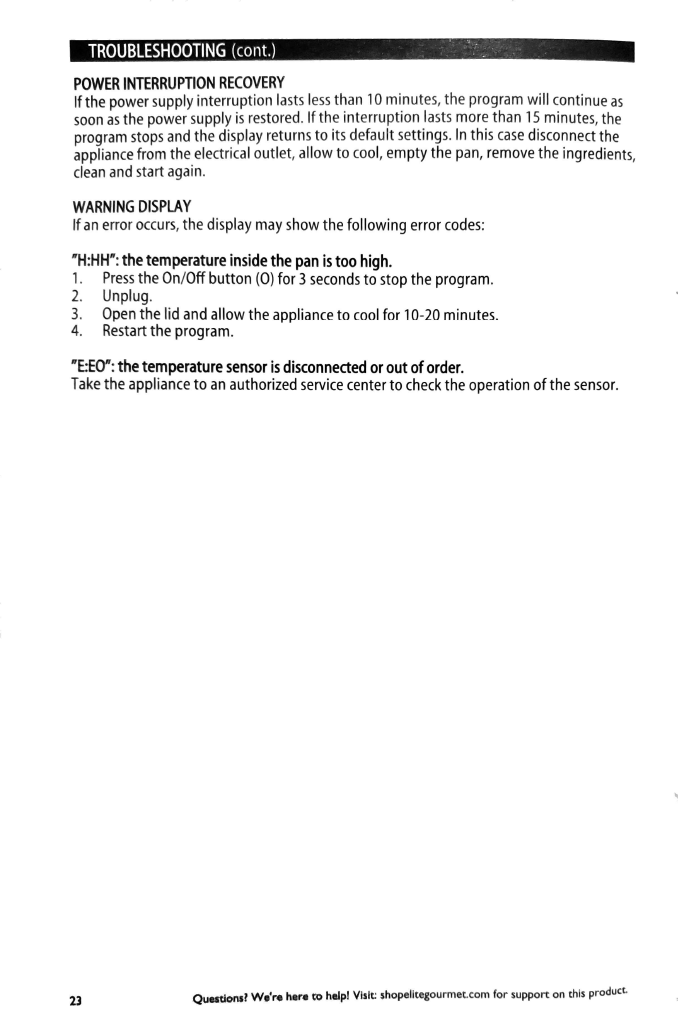 TROUBLESHOOTING (cont.)
POWER INTERRUPTION RECOVERY
If the power supply interruption lasts less than 10 minutes, the program will continue as
soon as the power supply is restored. If the interruption lasts more than 15 minutes, the
program stops and the display returns to its default settings. In this case disconnect the
appliance from the electrical outlet, allow to cool, empty the pan, remove the ingredients,
clean and start again.
WARNING DISPLAY
If an error occurs, the display may show the following error codes:
"H:HH": the temperature inside the pan is too high.
1. Press the On/Off button (O) for 3 seconds to stop the program.
2. Unplug.
3. Open the lid and allow the appliance to cool for 10-20 minutes.
4. Restart the program.
"E:EO": the temperature sensor is disconnected or out of order.
Take the appliance to an authorized service center to check the operation of the sensor.
23 Questions? We're here to help! Visit: shopelitegourmet.com for support on this product.